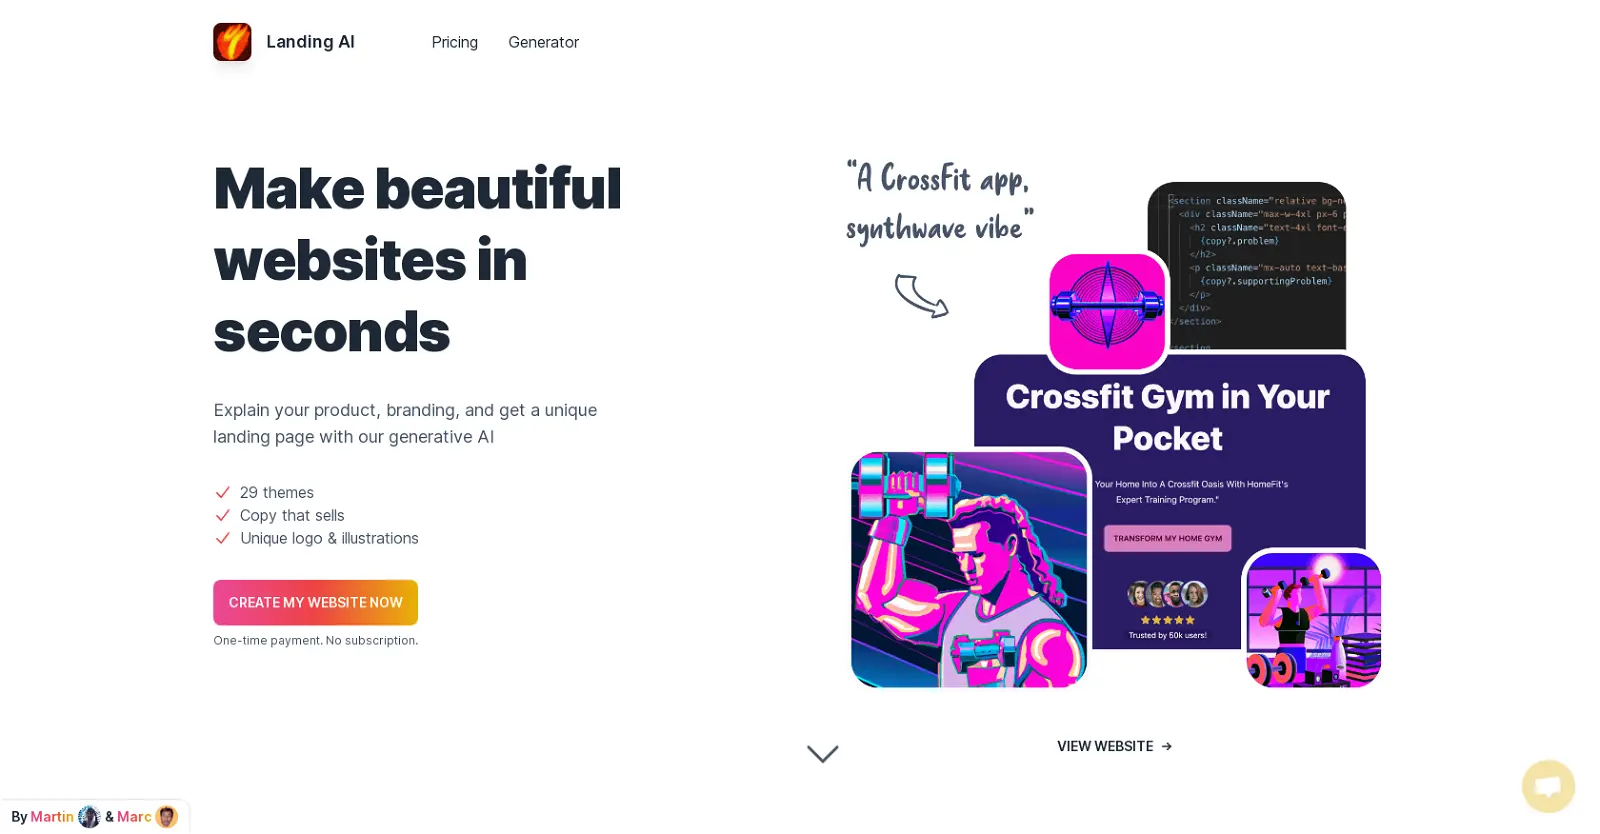 Landing AI
Pricing
Generator
Make beautiful
websites in
seconds
Explain your product, branding, and get a unique
landing page with our generative AI
29 themes
Copy that sells
Unique logo & illustrations
CREATE MY WEBSITE NOW
One-time payment. No subscription.
"A CrossFit app,
synthwave vibe"
<section className="relative bg-n
<div className="max-w-4xl px-6 p
<h2 className="text-4xl font-
{copy?.problem}
</h2>
<p className="mx-auto text-bas
{copy?.supportingProblem}
</p>
</div>
</section>
<section
Crossfit Gym in Your
Pocket
Your Home Into A Crossfit Oasis With HomeFit's
Expert Training Program."
TRANSFORM MY HOME GYM
Trusted by 50k users!
VIEW WEBSITE →
By Martin & Marc